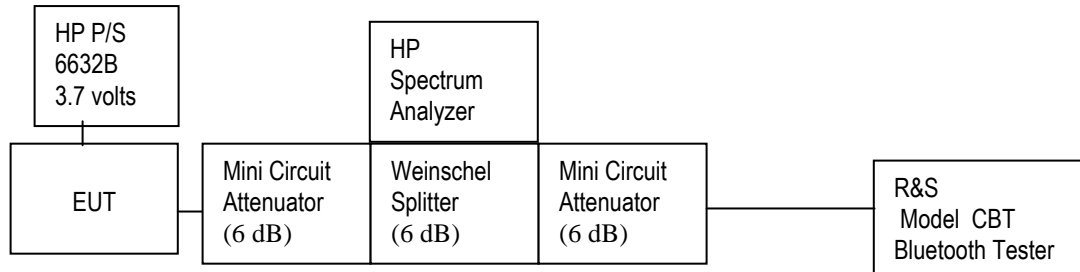 HP P/S
6632B
3.7 volts
HP
Spectrum
Analyzer
EUT
Mini Circuit
Attenuator
(6 dB)
Weinschel
Splitter
(6 dB)
Mini Circuit
Attenuator
(6 dB)
R&S
Model CBT
Bluetooth Tester